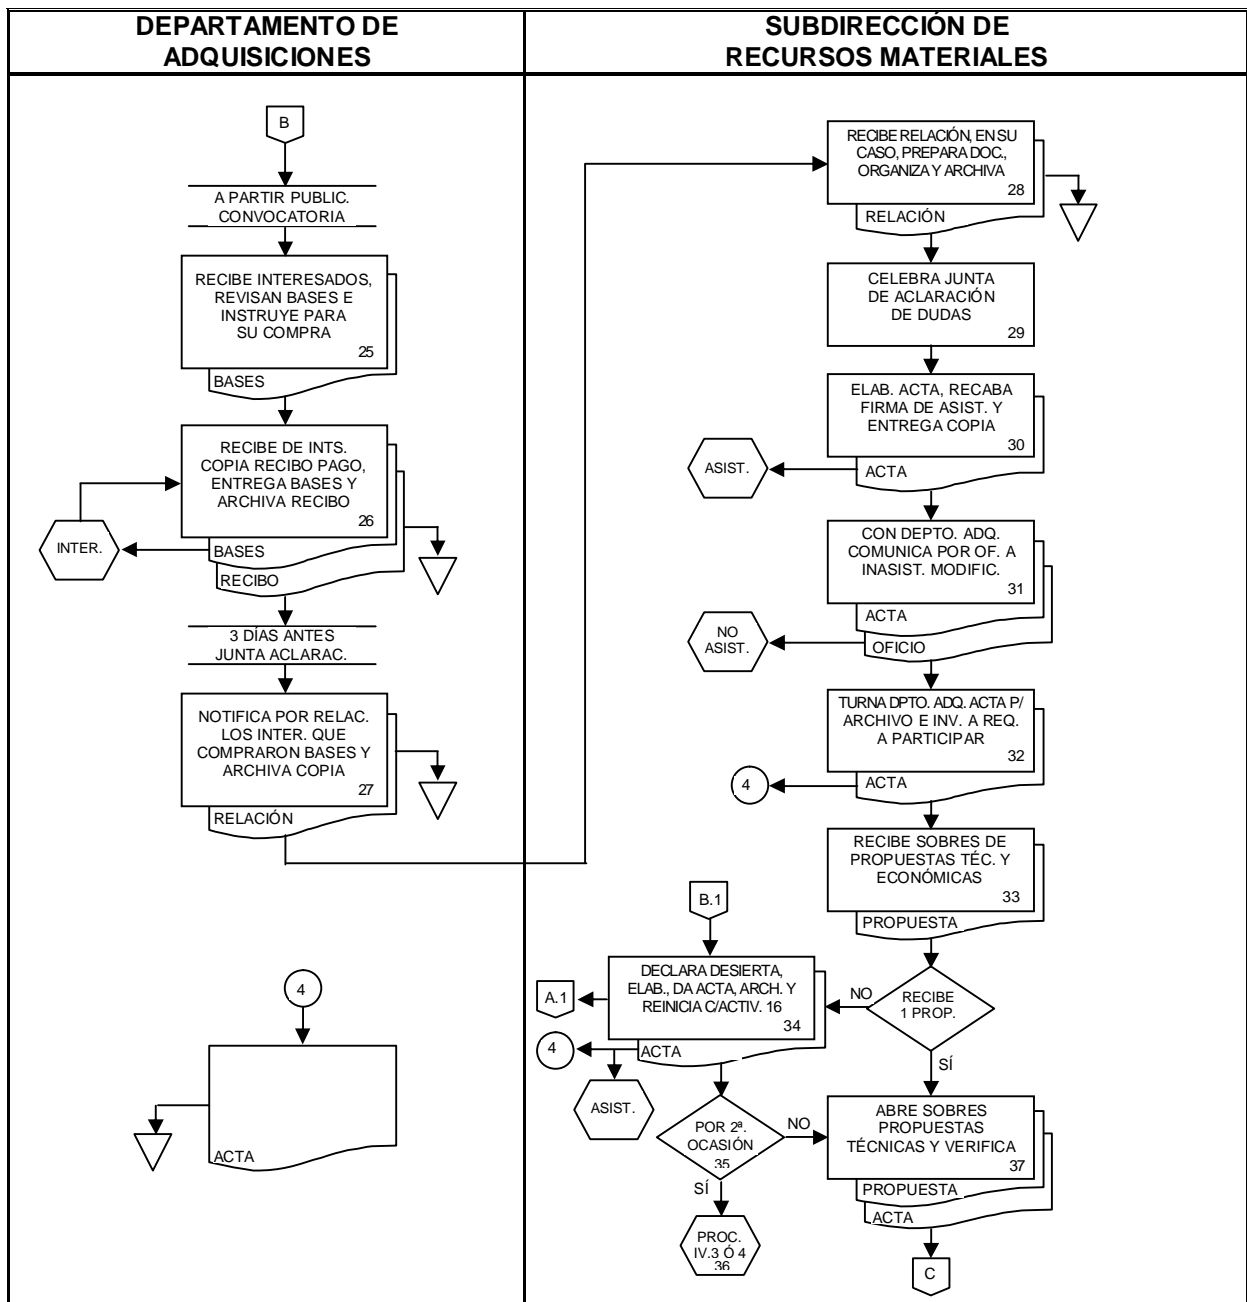 DEPARTAMENTO DE
ADQUISICIONES
SUBDIRECCIÓN DE
RECURSOS MATERIALES
B
A PARTIR PUBLIC.
CONVOCATORIA
RECIBE INTERESADOS,
REVISAN BASES E
INSTRUYE PARA
SU COMPRA
25
BASES
RECIBE DE INTS.
COPIA RECIBO PAGO,
ENTREGA BASES Y
ARCHIVA RECIBO
26
INTER.
BASES
RECIBO
3 DÍAS ANTES
JUNTA ACLARAC.
NOTIFICA POR RELAC.
LOS INTER. QUE
COMPRARON BASES Y
ARCHIVA COPIA
27
RELACIÓN
4
ACTA
RECIBE RELACIÓN, EN SU
CASO, PREPARA DOC.,
ORGANIZA Y ARCHIVA
28
RELACIÓN
CELEBRA JUNTA
DE ACLARACIÓN
DE DUDAS
29
ELAB. ACTA, RECABA
FIRMA DE ASIST. Y
ENTREGA COPIA
30
ASIST.
ACTA
CON DEPTO. ADQ.
COMUNICA POR OF. A
INASIST. MODIFIC.
31
ACTA
NO
ASIST.
OFICIO
TURNA DPTO. ADQ. ACTA P/
ARCHIVO E INV. A REQ.
A PARTICIPAR
32
4
ACTA
RECIBE SOBRES DE
PROPUESTAS TÉC. Y
ECONÓMICAS
33
PROPUESTA
B.1
DECLARA DESIERTA,
ELAB., DA ACTA, ARCH. Y
REINICIA C/ACTIV. 16
34
A.1
NO
RECIBE
1 PROP.
4
ACTA
SÍ
ASIST.
POR 2ª.
OCASIÓN
35
NO
SÍ
ABRE SOBRES
PROPUESTAS
TÉCNICAS Y VERIFICA
37
PROPUESTA
ACTA
PROC.
IV.3 Ó 4
36
C